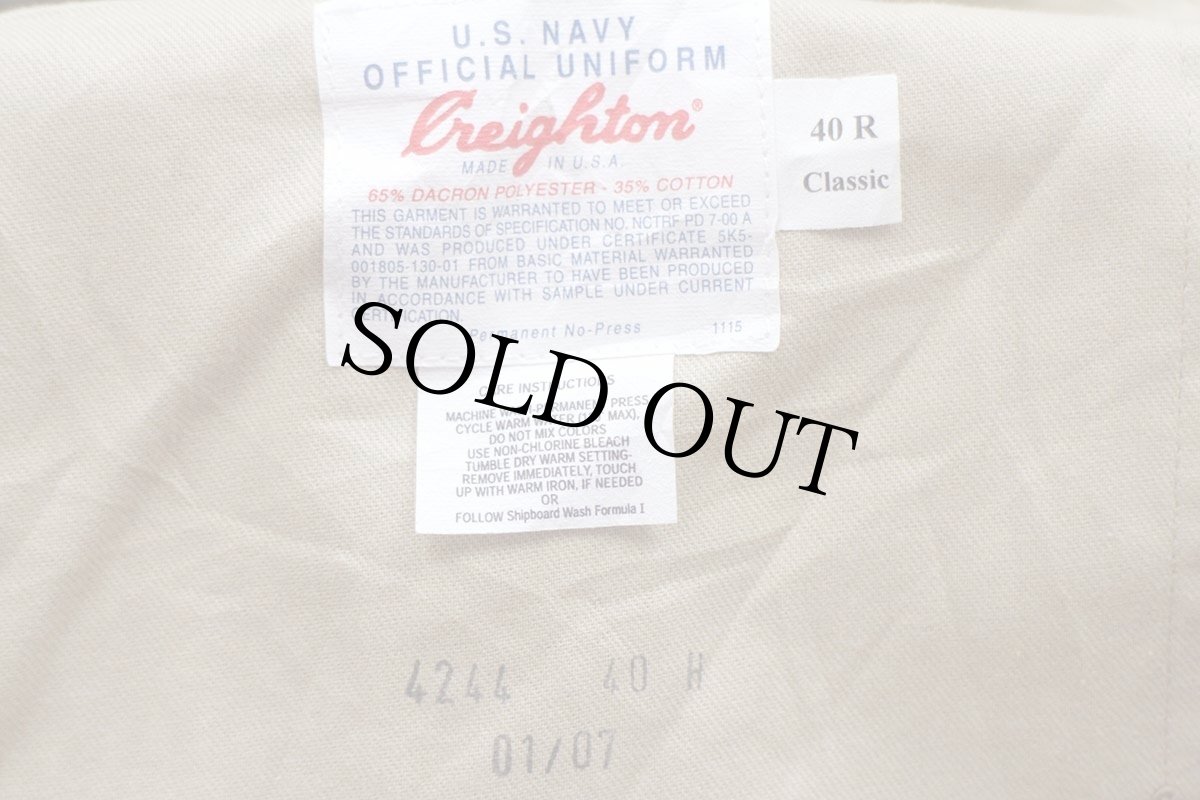 U.S. NAVY
OFFICIAL UNIFORM
Creighton®
MADE IN U.S.A.
65% DACRON POLYESTER - 35% COTTON
THIS GARMENT IS WARRANTED TO MEET OR EXCEED
THE STANDARDS OF SPECIFICATION NO. NCTRF PD 7-00 A
AND WAS PRODUCED UNDER CERTIFICATE 5K5-
001805-130-01 FROM BASIC MATERIAL WARRANTED
BY THE MANUFACTURER TO HAVE BEEN PRODUCED
IN ACCORDANCE WITH SAMPLE UNDER CURRENT
CERTIFICATION.
Permanent No-Press 1115
40 R
Classic
SOLD OUT
CARE INSTRUCTIONS
MACHINE WASH-PERMANENT PRESS
CYCLE WARM WATER MAX),
DO NOT MIX COLORS
USE NON-CHLORINE BLEACH
TUMBLE DRY WARM SETTING-
REMOVE IMMEDIATELY, TOUCH
UP WITH WARM IRON, IF NEEDED
OR
FOLLOW Shipboard Wash Formula I
4244 40 H
01/07